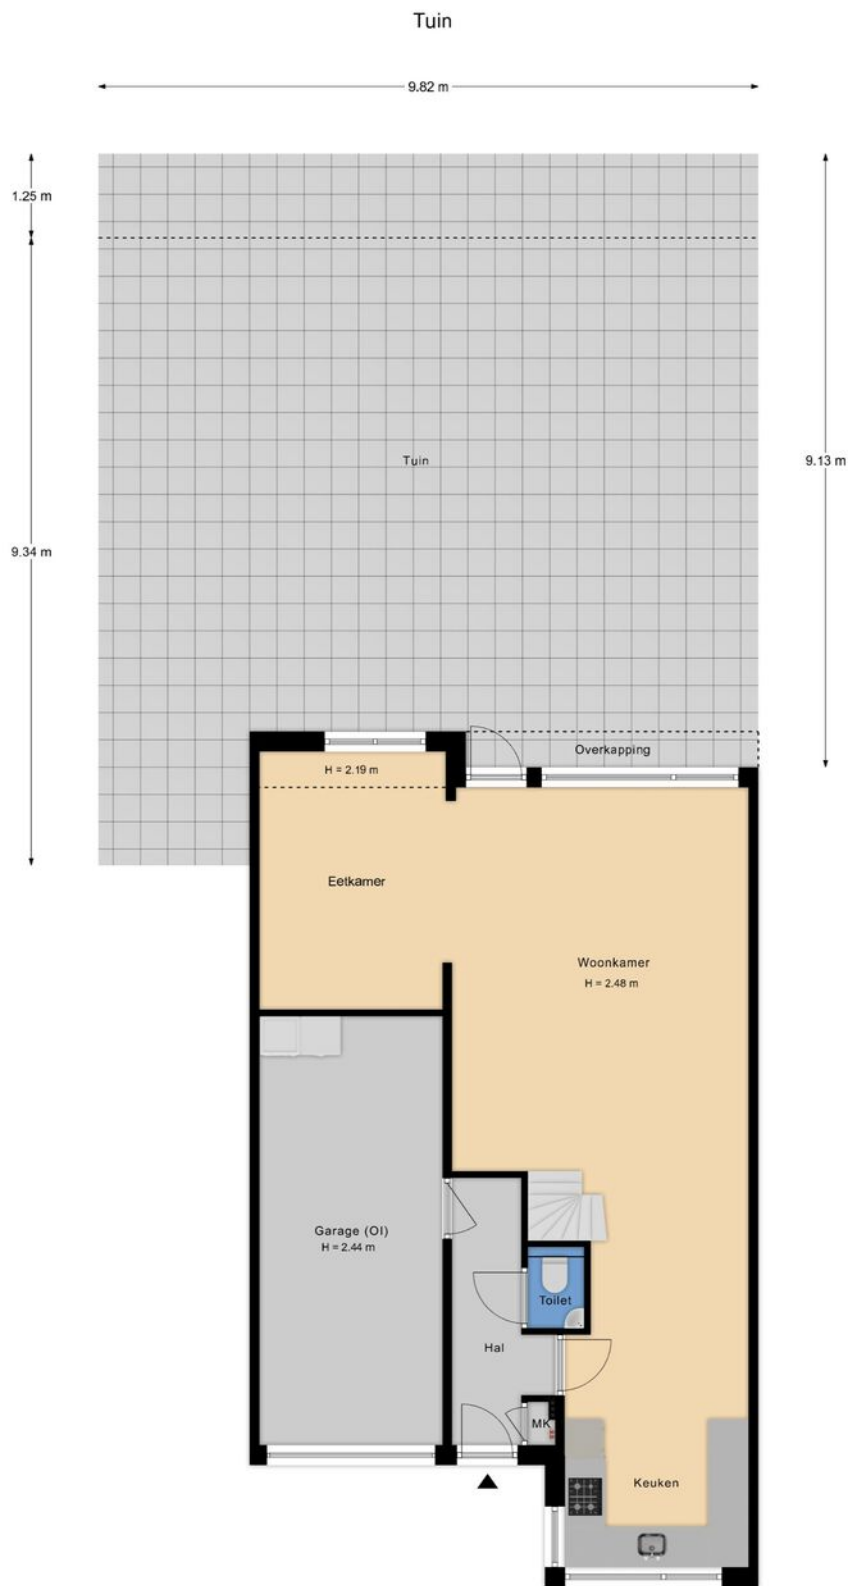 Tuin
9.82 m
1.25 m
Tuin
9.13 m
9.34 m
Overkapping
H = 2.19 m
Eetkamer
Woonkamer
H = 2.48 m
Garage (OI)
H = 2.44 m
Toilet
Hal
MK
Keuken